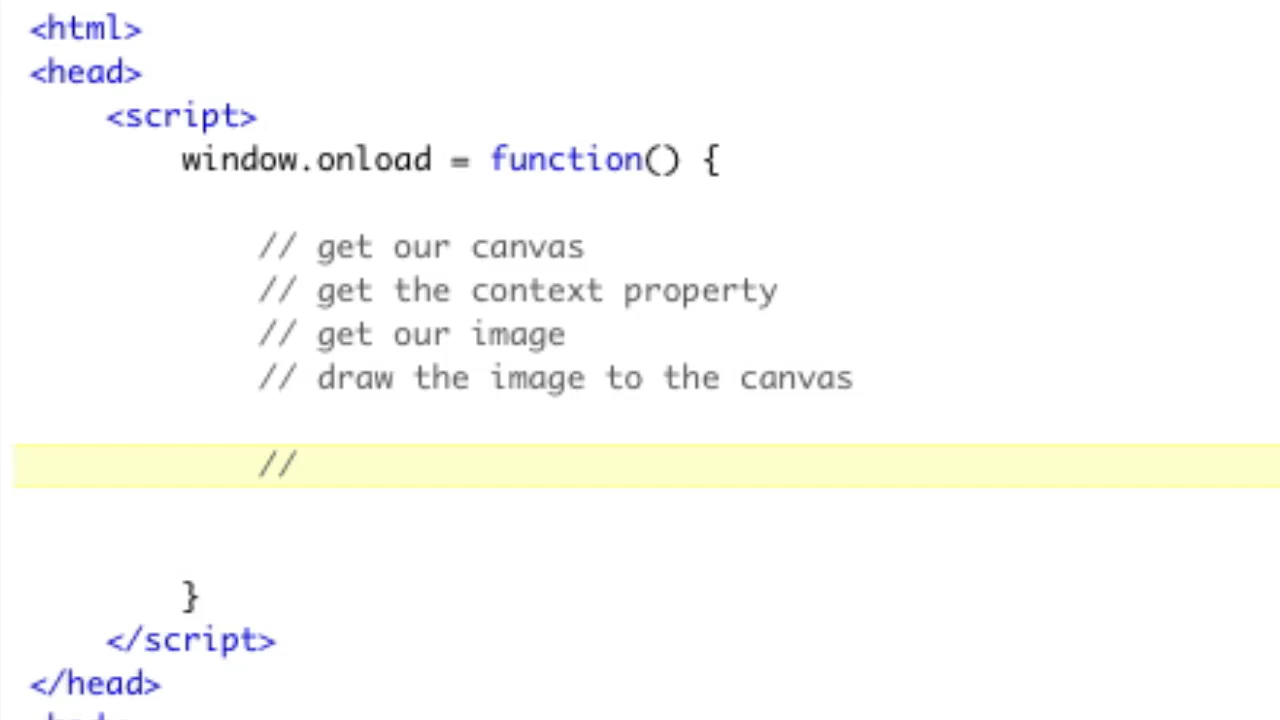 <html>
<head>
<script>
window.onload = function() {
// get our canvas
// get the context property
// get our image
// draw the image to the canvas
//
}
</script>
</head>